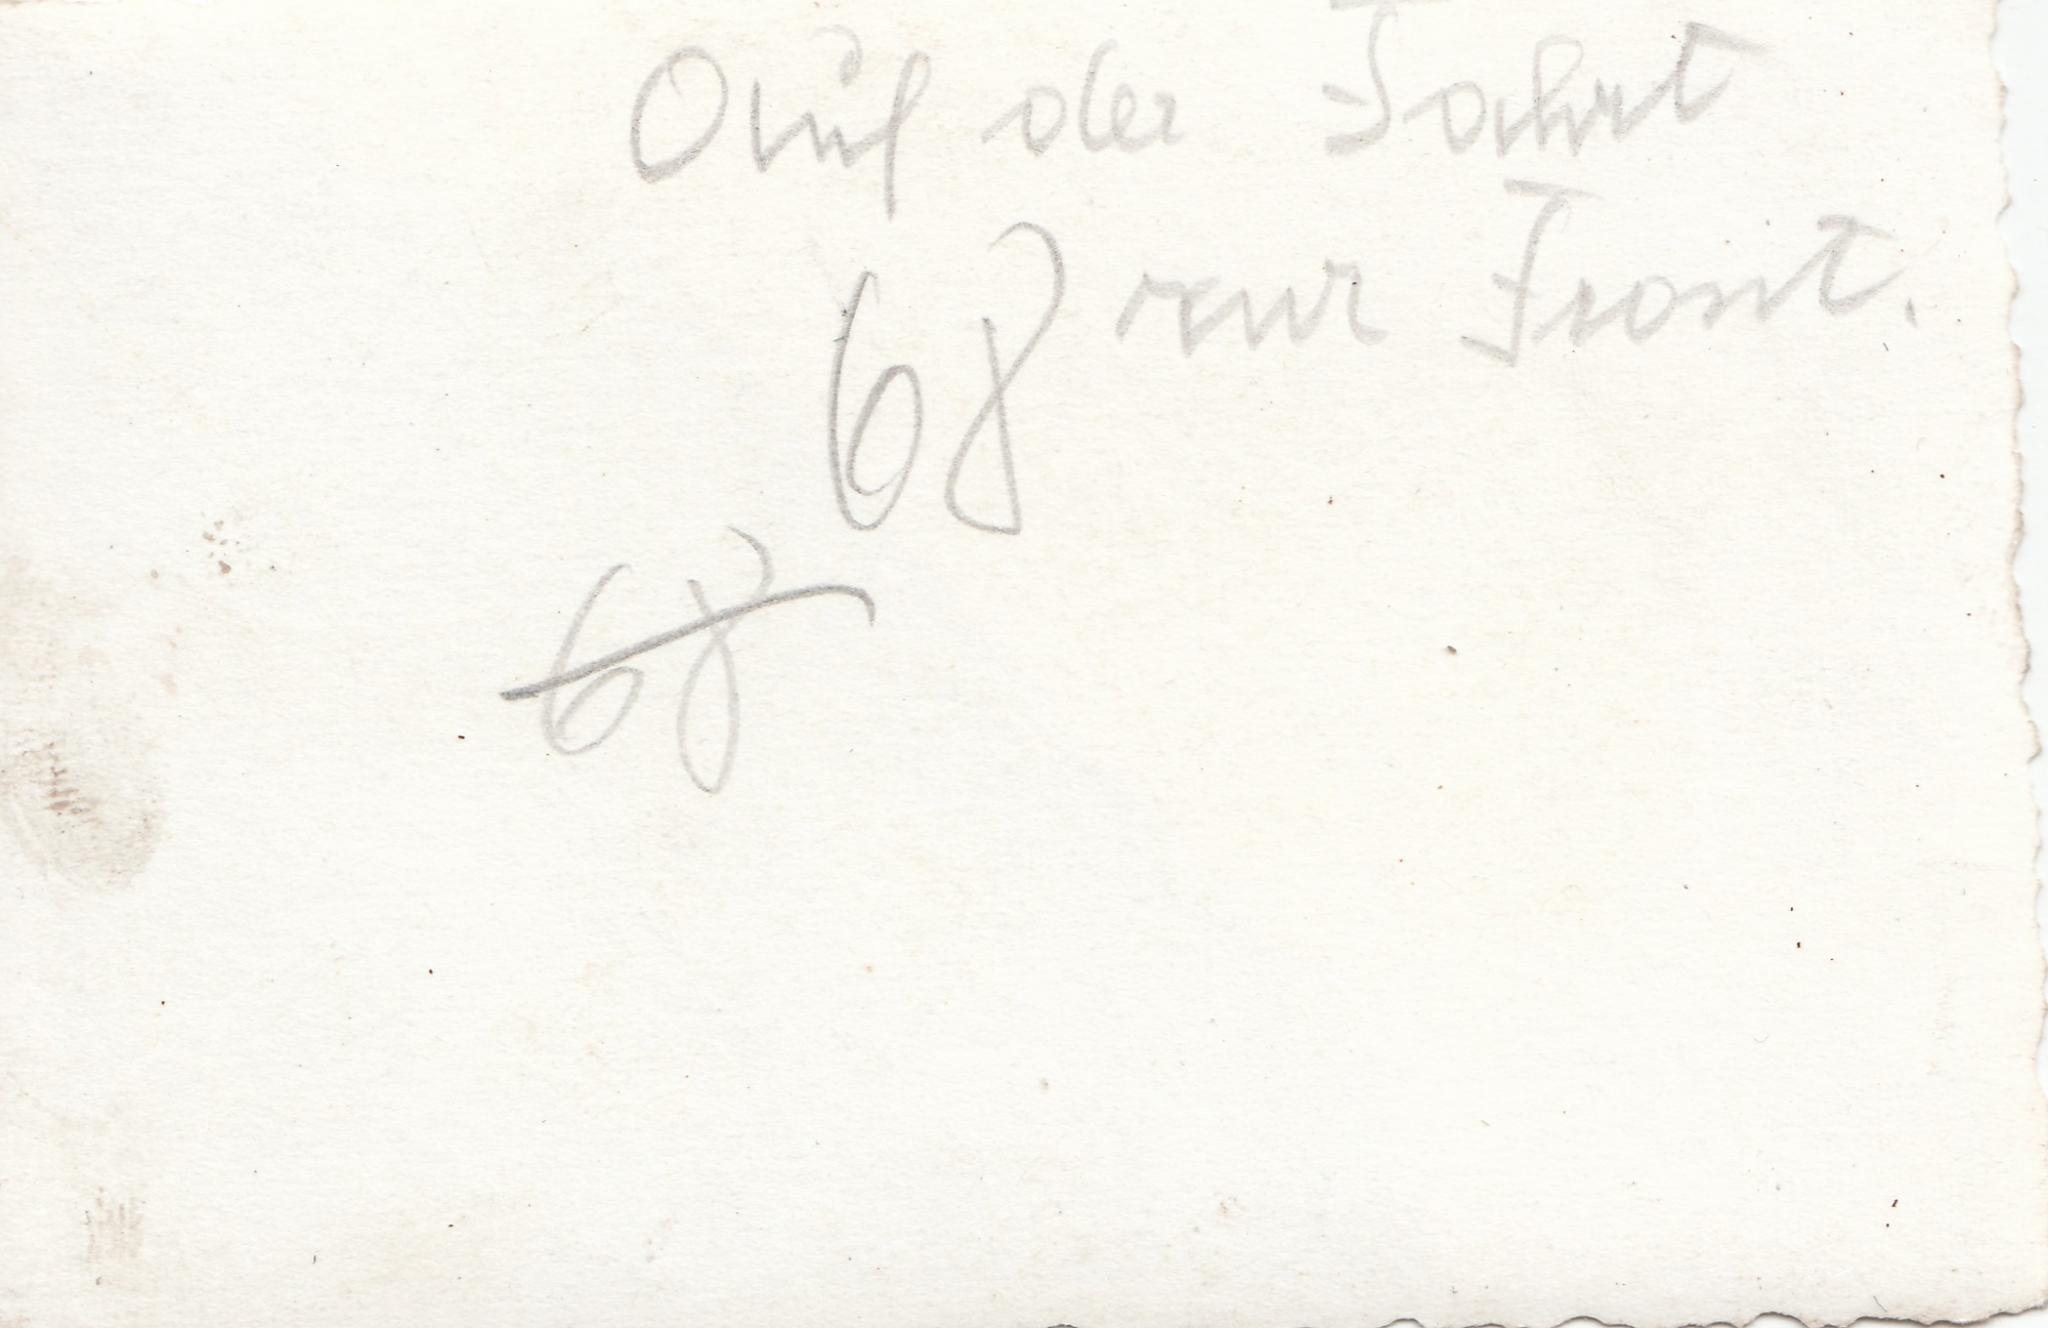 Auf der Fahrt
zur Front.
68
68